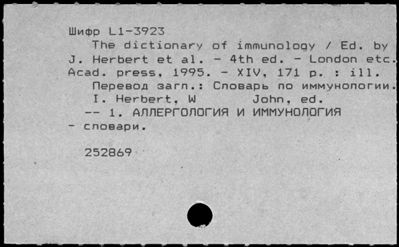 Шифр L1-3923
The dictionary of immunology / Ed. by
J. Herbert et al. - 4th ed. - London etc.
Acad. press, 1995. - XIV, 171 p. : ill.
Перевод загл.: Словарь по иммунологии.
I. Herbert, W John, ed.
-- 1. АЛЛЕРГОЛОГИЯ И ИММУНОЛОГИЯ
- словари.
252869